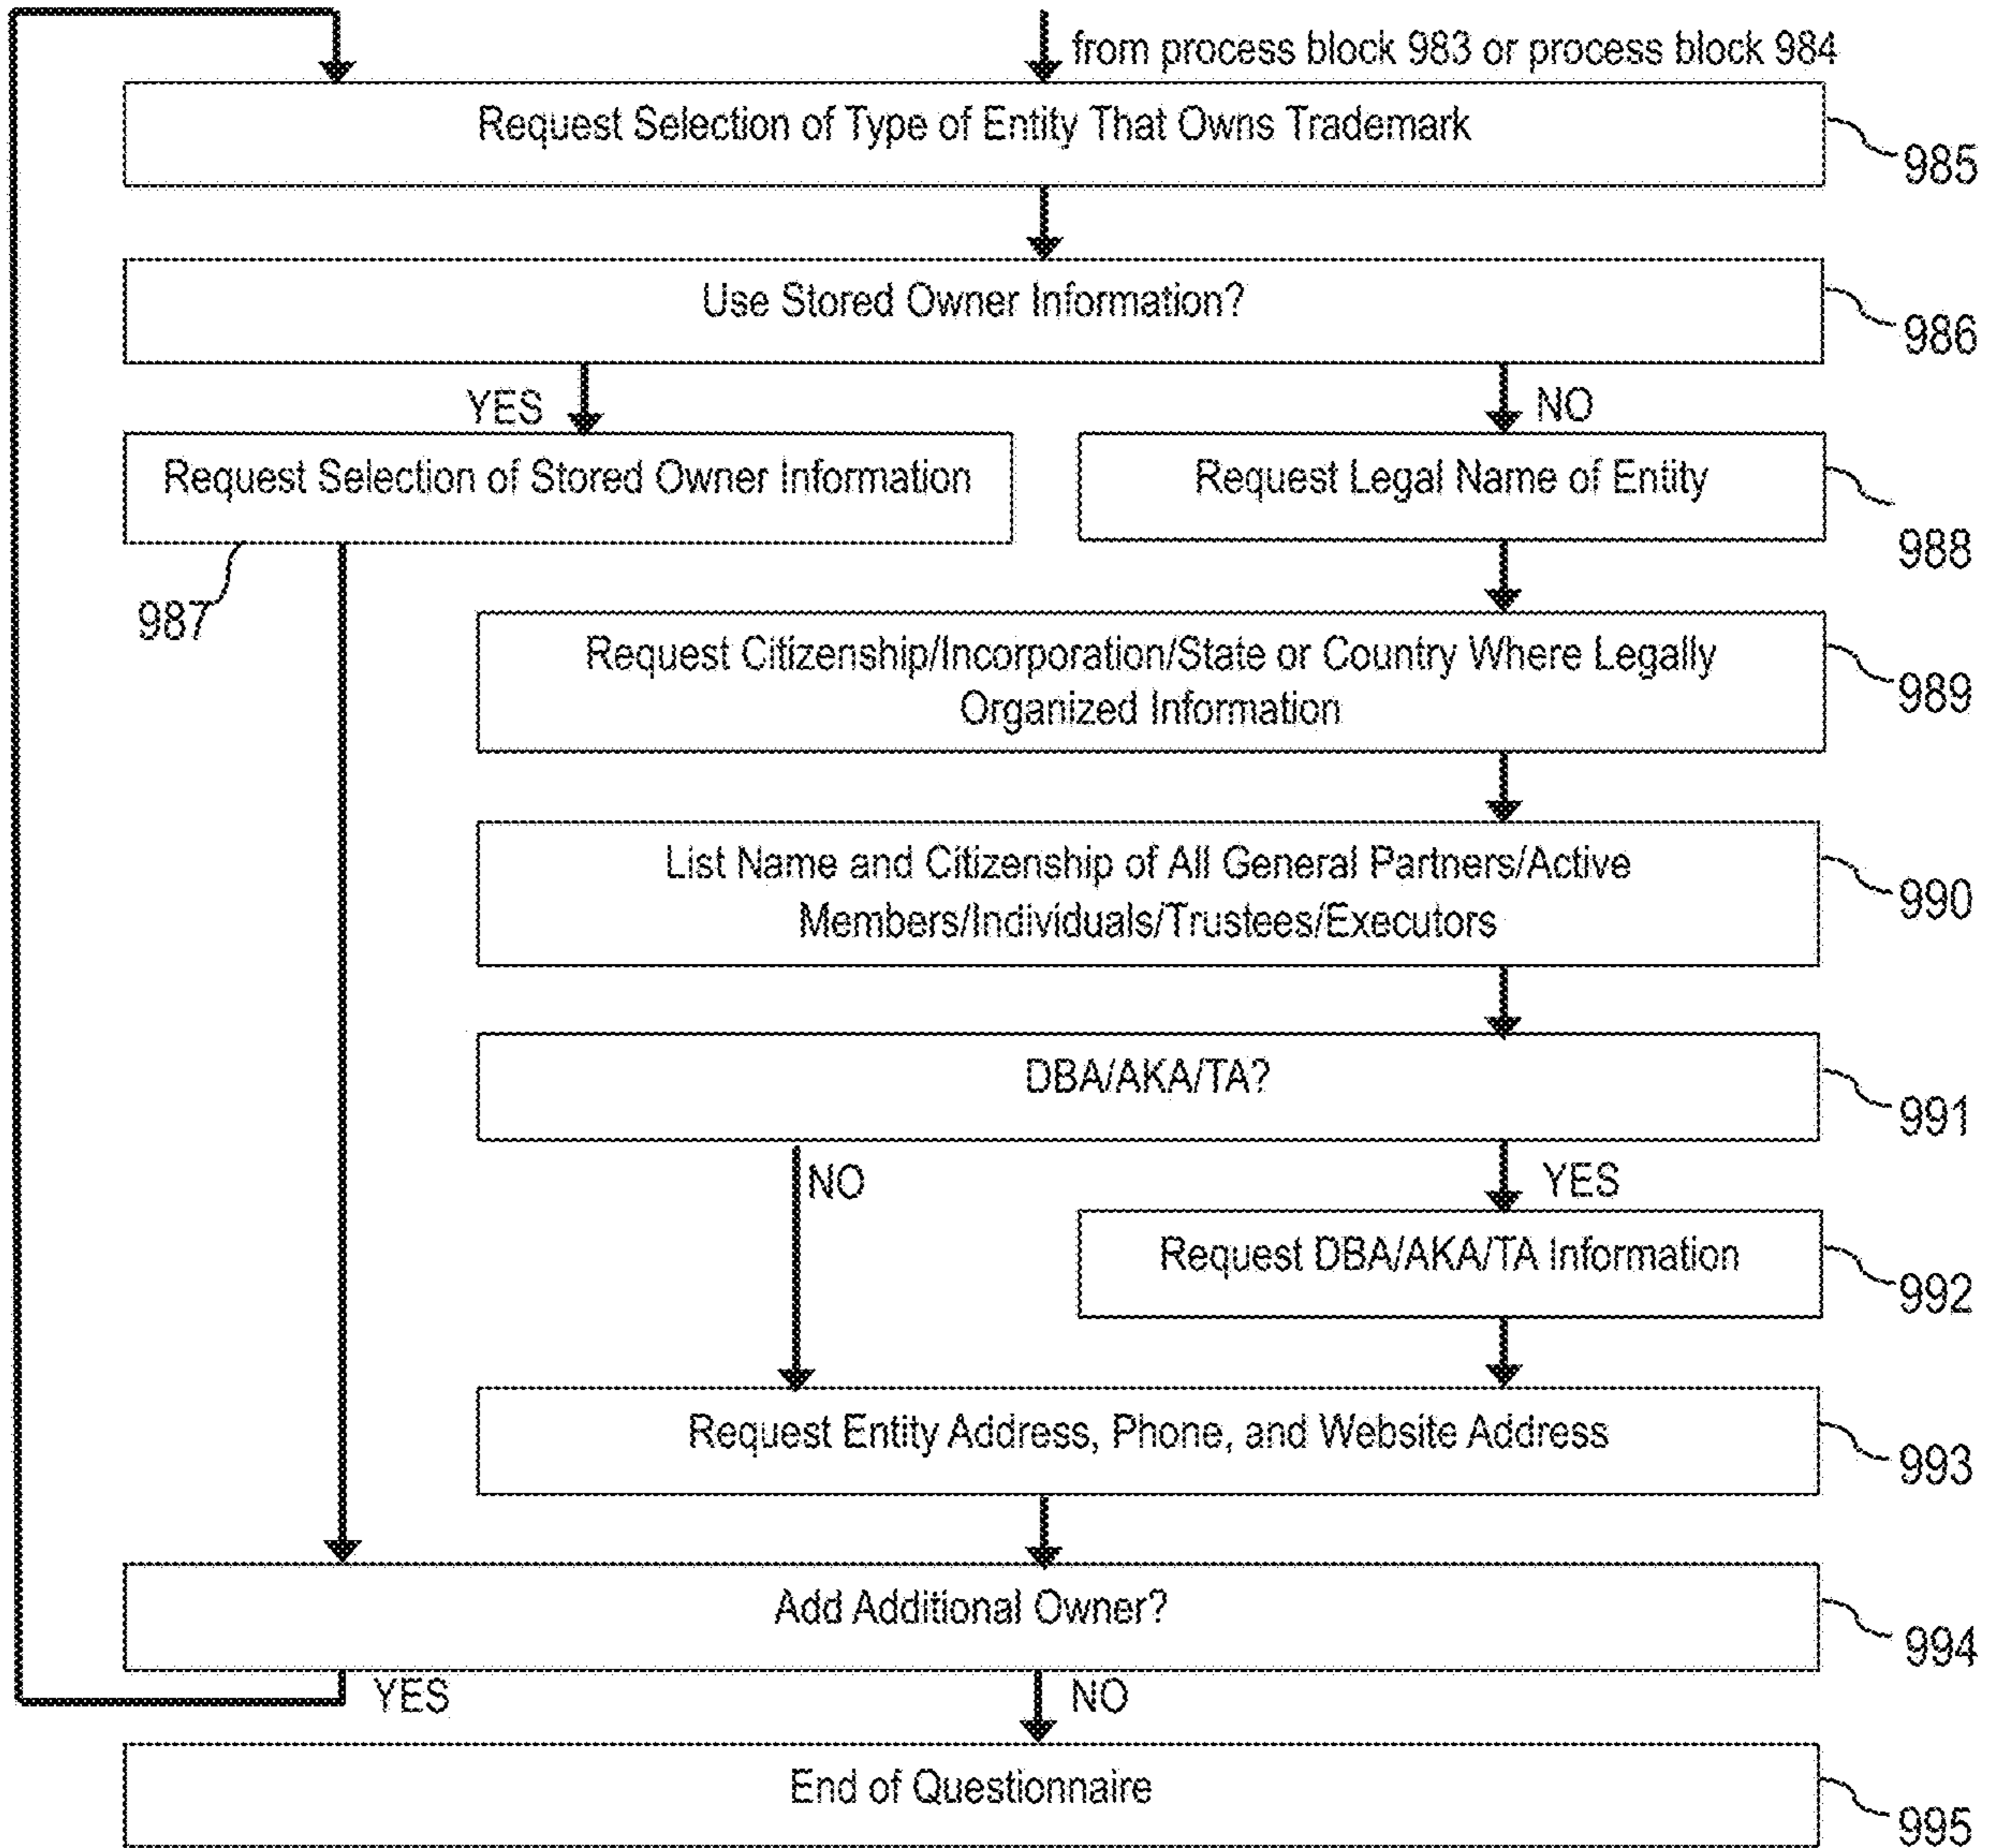 from process block 983 or process block 984
Request Selection of Type of Entity That Owns Trademark
985
Use Stored Owner Information?
986
YES
NO
Request Selection of Stored Owner Information
Request Legal Name of Entity
987
988
Request Citizenship/Incorporation/State or Country Where Legally
Organized Information
989
List Name and Citizenship of All General Partners/Active
Members/Individuals/Trustees/Executors
990
DBA/AKA/TA?
991
NO
YES
Request DBA/AKA/TA Information
992
Request Entity Address, Phone, and Website Address
993
Add Additional Owner?
994
YES
NO
End of Questionnaire
995